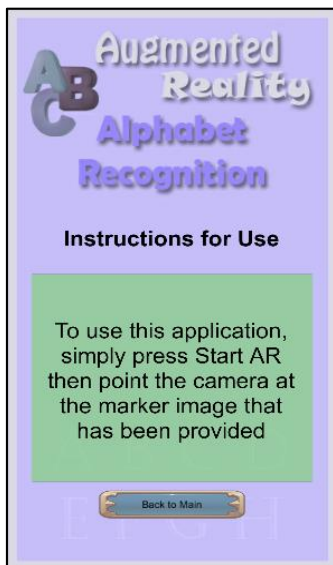 ABC
Augmented
Reality
Alphabet
Recognition
Instructions for Use
To use this application,
simply press Start AR
then point the camera at
the marker image that
has been provided
Back to Main
E F G H